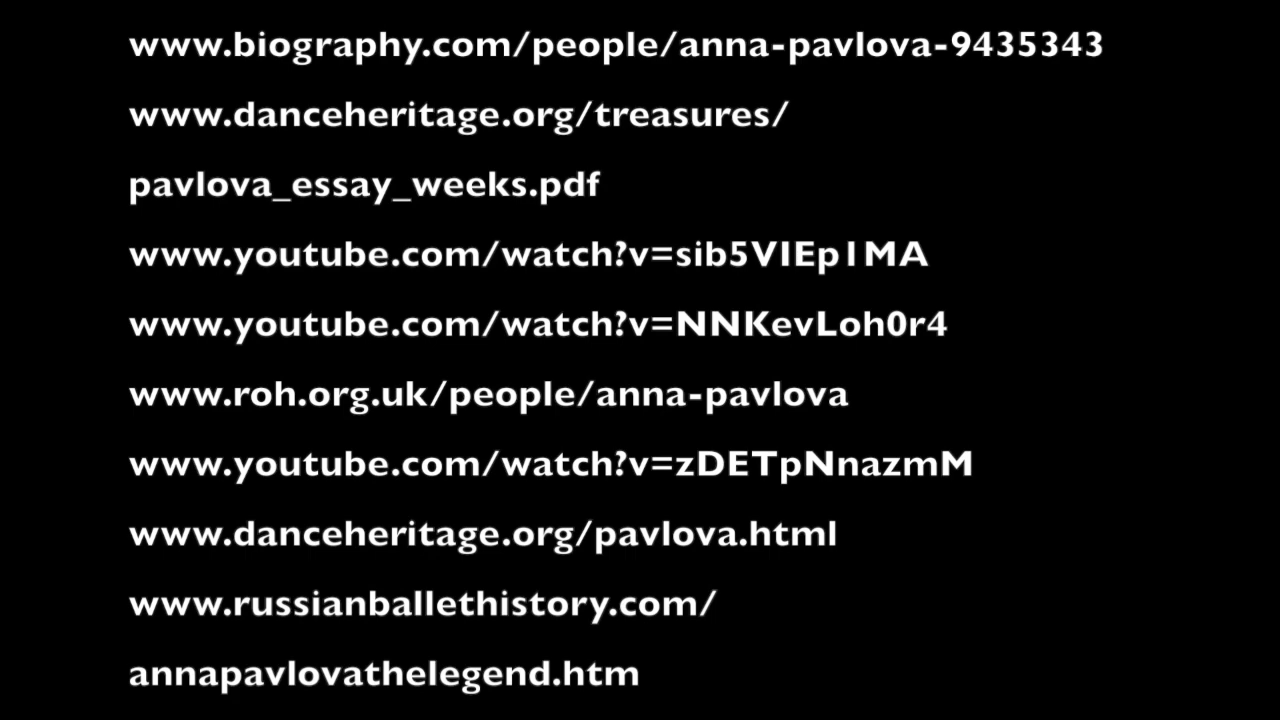 www.biography.com/people/anna-pavlova-9435343
www.danceheritage.org/treasures/
pavlova_essay_weeks.pdf
www.youtube.com/watch?v=sib5VIEp1MA
www.youtube.com/watch?v=NNKevLoh0r4
www.roh.org.uk/people/anna-pavlova
www.youtube.com/watch?v=zDETpNnazmM
www.danceheritage.org/pavlova.html
www.russianballethistory.com/
annapavlovathelegend.htm